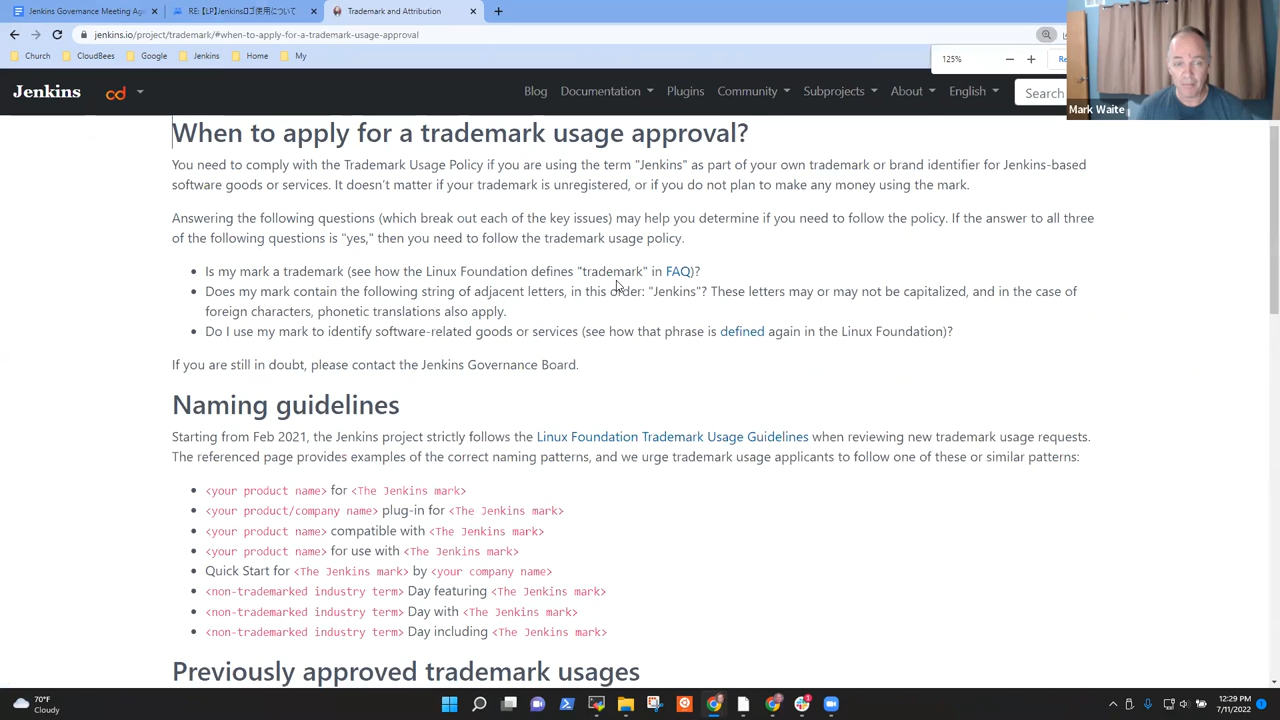 Jenkins Governance Meeting Age
RE: 【LP】Jenkinsロゴ使用について
Trademark and Attribution
jenkins.io/project/trademark/#when-to-apply-for-a-trademark-usage-approval
Church
CloudBees
Google
Jenkins
Home
My
125%
Mark Waite
Jenkins
cd
Blog
Documentation
Plugins
Community
Subprojects
About
English
Search
When to apply for a trademark usage approval?
You need to comply with the Trademark Usage Policy if you are using the term "Jenkins" as part of your own trademark or brand identifier for Jenkins-based
software goods or services. It doesn’t matter if your trademark is unregistered, or if you do not plan to make any money using the mark.
Answering the following questions (which break out each of the key issues) may help you determine if you need to follow the policy. If the answer to all three
of the following questions is "yes," then you need to follow the trademark usage policy.
Is my mark a trademark (see how the Linux Foundation defines "trademark" in FAQ)?
Does my mark contain the following string of adjacent letters, in this order: "Jenkins"? These letters may or may not be capitalized, and in the case of
foreign characters, phonetic translations also apply.
Do I use my mark to identify software-related goods or services (see how that phrase is defined again in the Linux Foundation)?
If you are still in doubt, please contact the Jenkins Governance Board.
Naming guidelines
Starting from Feb 2021, the Jenkins project strictly follows the Linux Foundation Trademark Usage Guidelines when reviewing new trademark usage requests.
The referenced page provides examples of the correct naming patterns, and we urge trademark usage applicants to follow one of these or similar patterns:
<your product name> for <The Jenkins mark>
<your product/company name> plug-in for <The Jenkins mark>
<your product name> compatible with <The Jenkins mark>
<your product name> for use with <The Jenkins mark>
Quick Start for <The Jenkins mark> by <your company name>
<non-trademarked industry term> Day featuring <The Jenkins mark>
<non-trademarked industry term> Day with <The Jenkins mark>
<non-trademarked industry term> Day including <The Jenkins mark>
Previously approved trademark usages
70°F
Cloudy
12:29 PM
7/11/2022